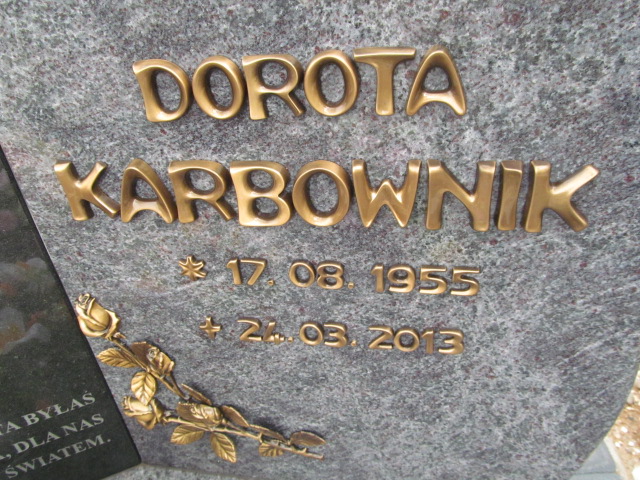 DOROTA
KARBOWNIK
* 17. 08. 1955
+ 24. 03. 2013
BYŁAŚ
DLA NAS
ŚWIATEM.